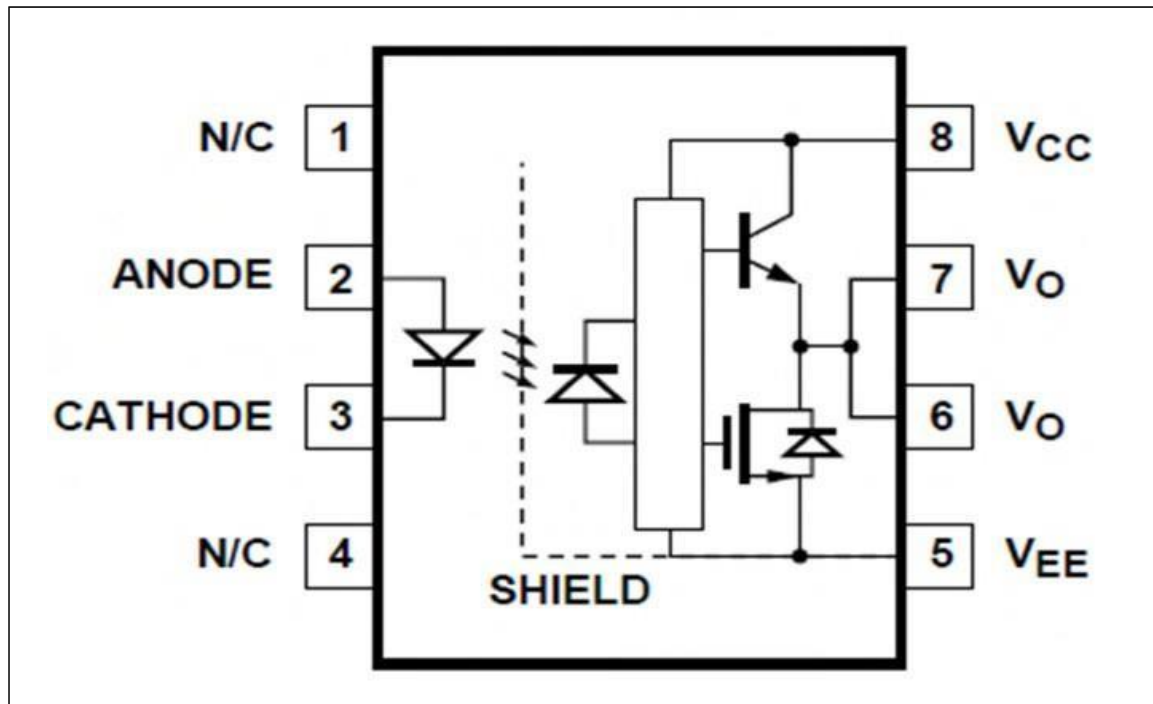 N/C 1
ANODE 2
CATHODE 3
N/C 4
SHIELD
8 VCC
7 VO
6 VO
5 VEE